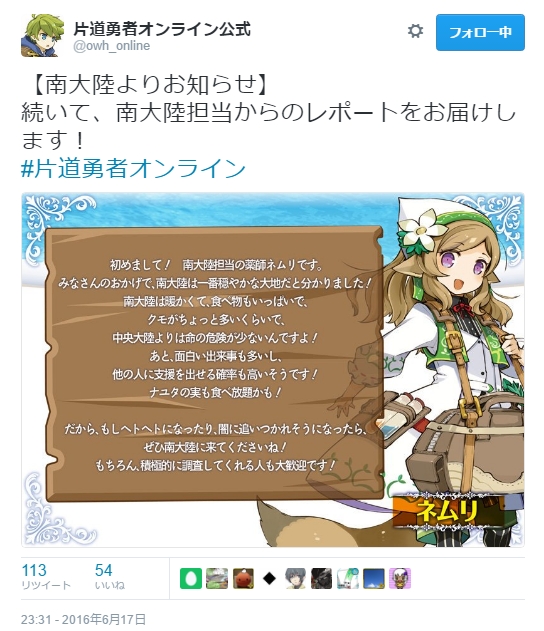 片道勇者オンライン公式
@owh_online
フォロー中
【南大陸よりお知らせ】
続いて、南大陸担当からのレポートをお届けし
ます！
#片道勇者オンライン
初めまして！　南大陸担当の薬師ネムリです。
みなさんのおかげで、南大陸は一番穏やかな大地だと分かりました！
南大陸は暖かくて、食べ物もいっぱいで、
クモがちょっと多いくらいで、
中央大陸よりは命の危険が少ないんですよ！
あと、面白い出来事も多いし、
他の人に支援を出せる確率も高いそうです！
ナユタの実も食べ放題かも！
だから、もしヘトヘトになったり、闇に追いつかれそうになったら、
ぜひ南大陸に来てくださいね！
もちろん、積極的に調査してくれる人も大歓迎です！
ネムリ
113
リツイート
54
いいね
23:31 - 2016年6月17日